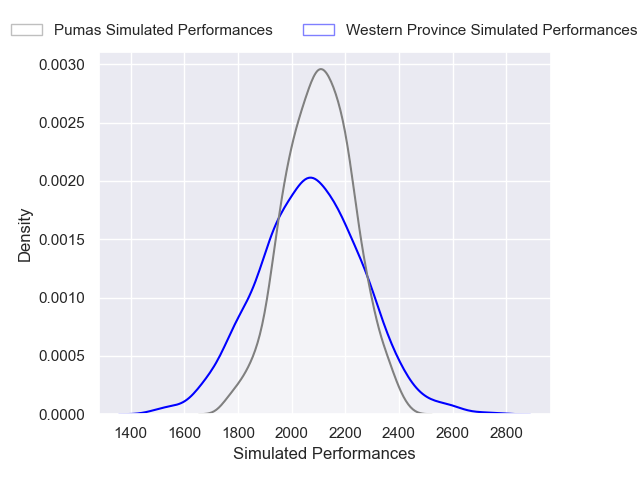 Pumas Simulated Performances Western Province Simulated Performances
0.0030
0.0025
0.0020
0.0015
0.0010
0.0005
0.0000
Density
1400 1600 1800 2000 2200 2400 2600 2800
Simulated Performances